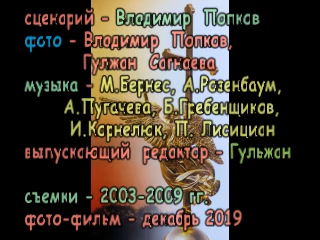 сценарий - Владимир Попков
фото - Владимир Попков,
Гулжан Сагнаева
музыка - М.Бернес, А.Розенбаум,
А.Пугачева, Б.Гребенщиков,
И.Корнелюк, П. Лисициан
выпускающий редактор - Гульжан
съемки - 2003-2009 гг.
фото-фильм - декабрь 2019